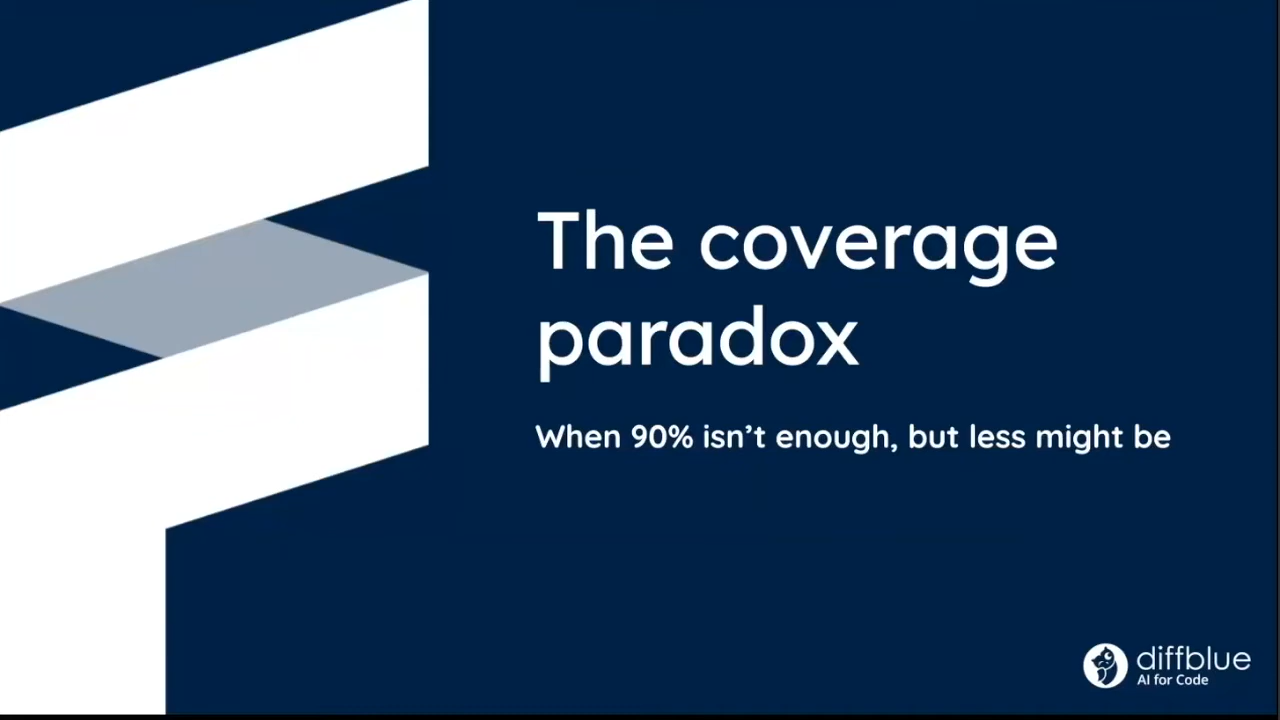 The coverage
paradox
When 90% isn’t enough, but less might be
diffblue
AI for Code